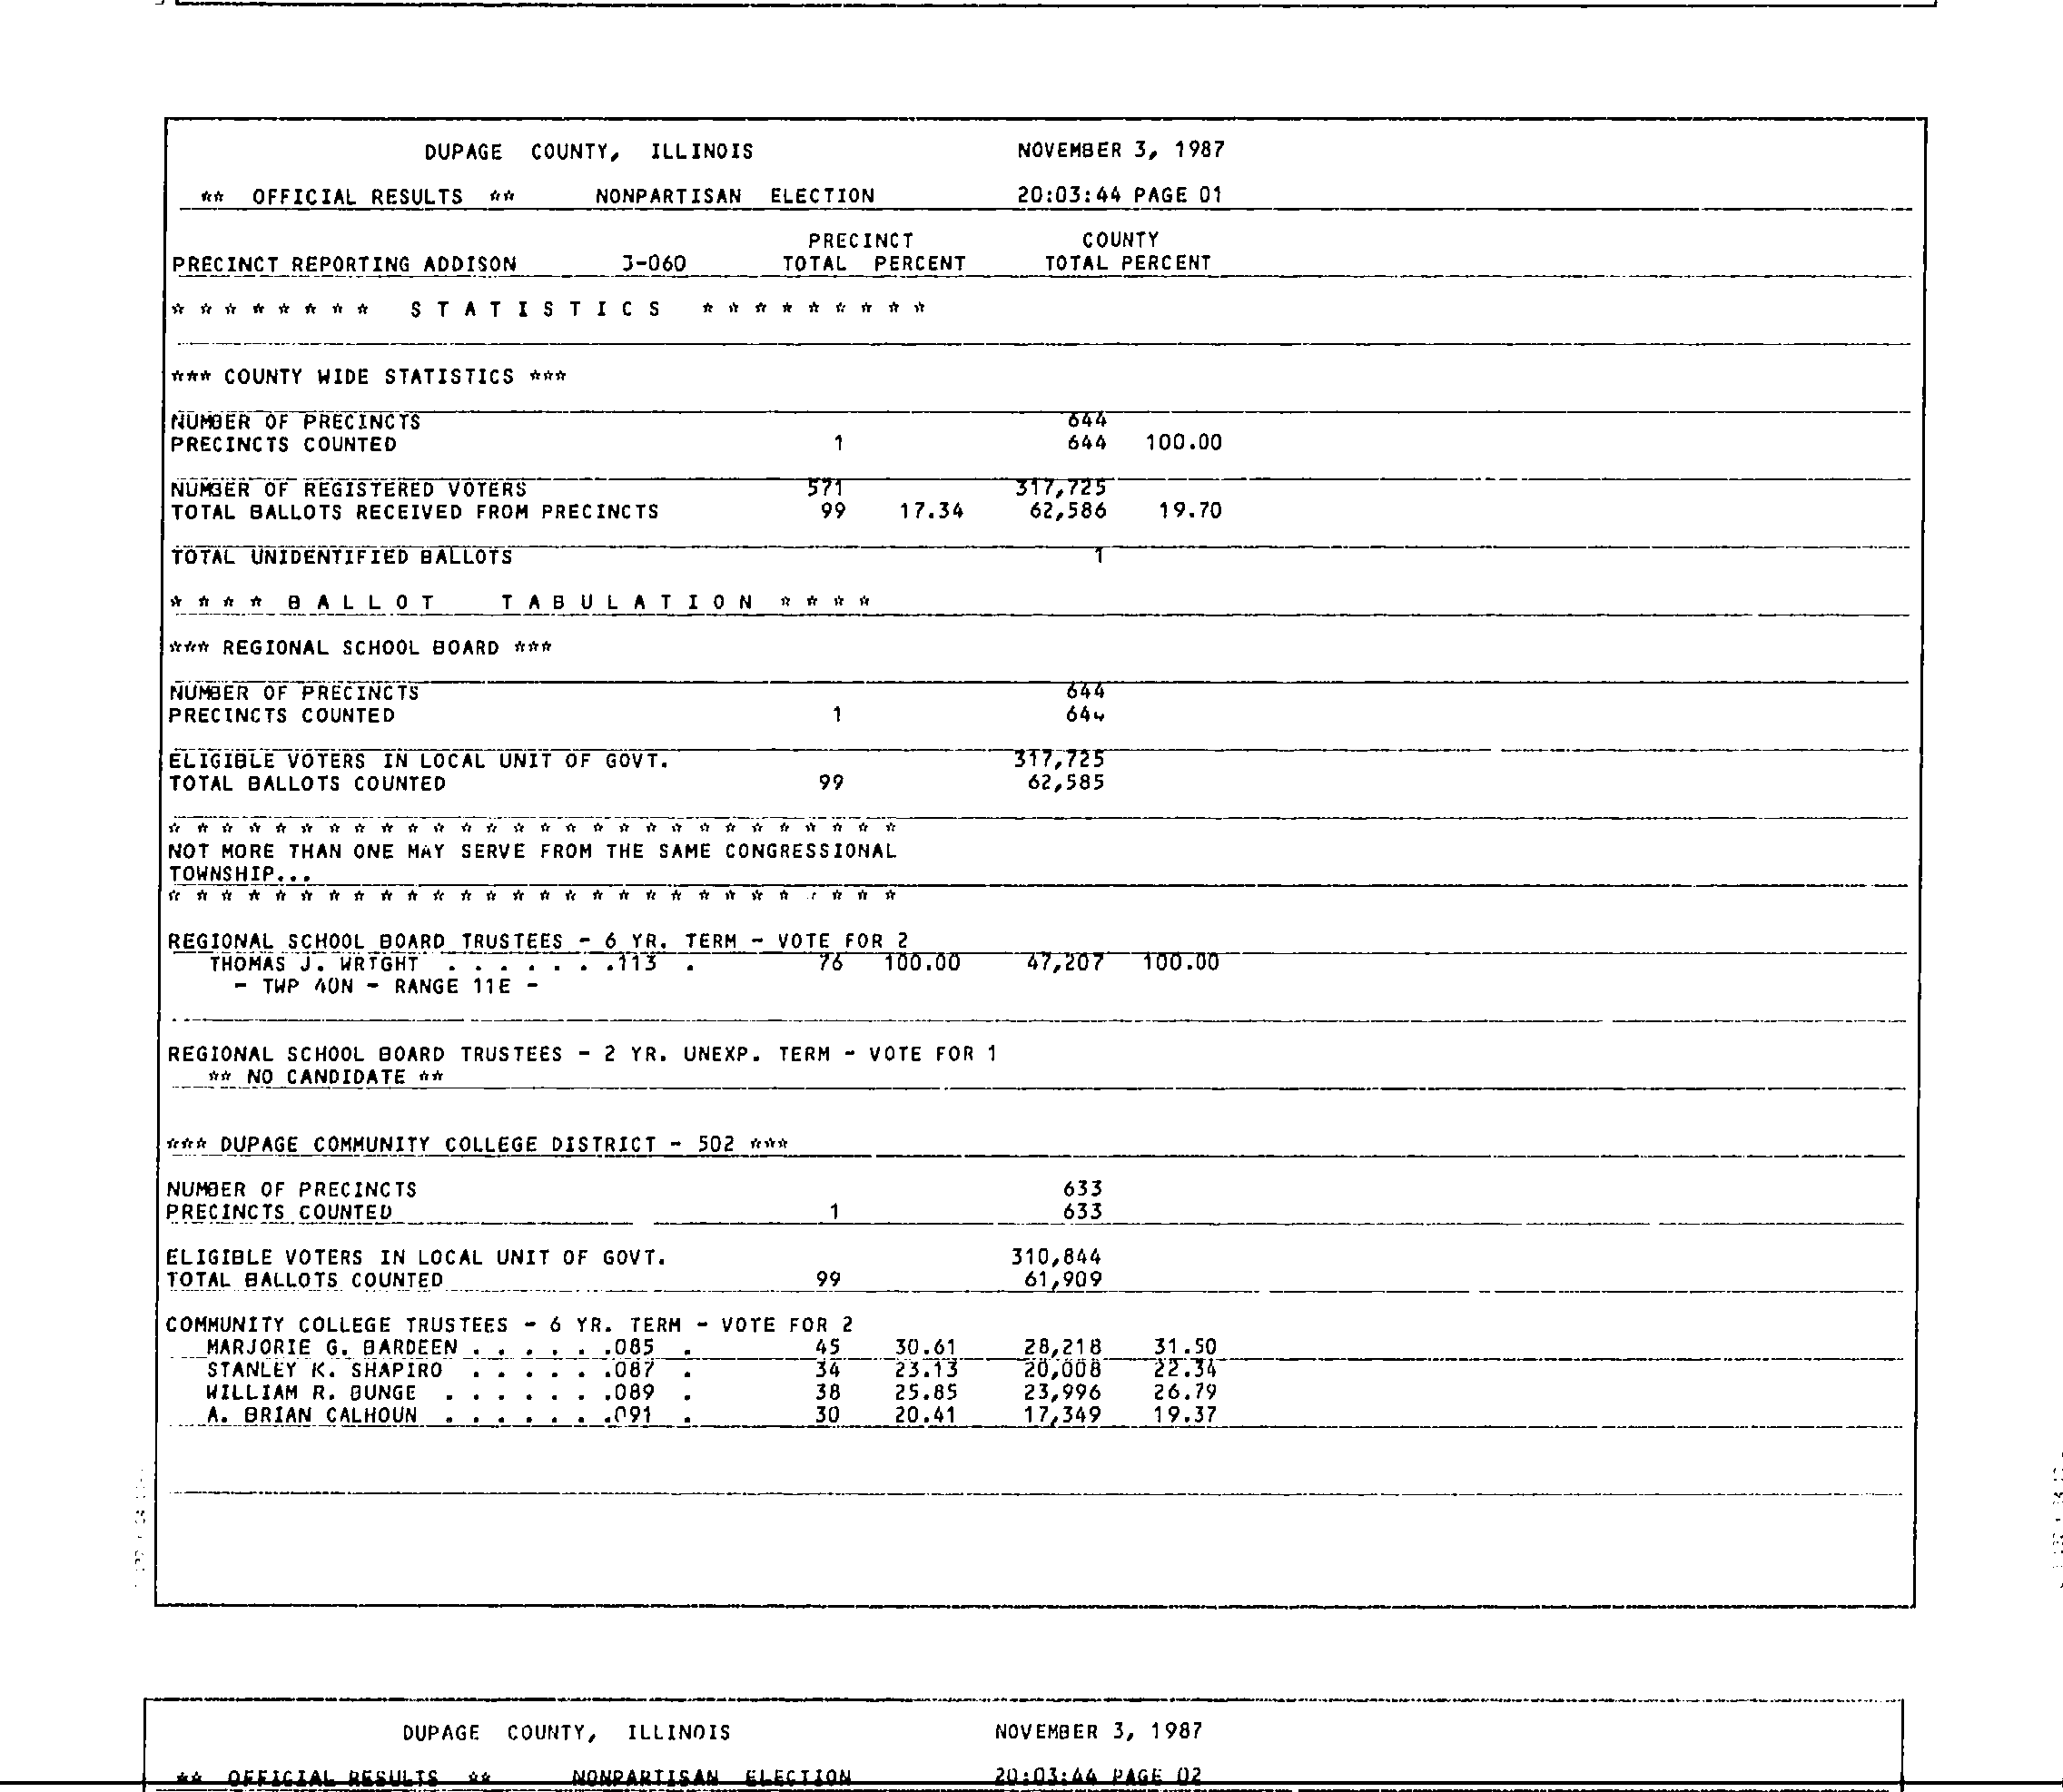 DUPAGE COUNTY, ILLINOIS NOVEMBER 3, 1987
** OFFICIAL RESULTS ** NONPARTISAN ELECTION 20:03:44 PAGE 01
PRECINCT COUNTY
PRECINCT REPORTING ADDISON J-060 TOTAL PERCENT TOTAL PERCENT
* * * * * * * * S T A T I S T I C S * * * * * * * * *
*** COUNTY WIDE STATISTICS ***
NUMBER OF PRECINCTS 644
PRECINCTS COUNTED 1 644 100.00
NUMBER OF REGISTERED VOTERS 571 317,725
TOTAL BALLOTS RECEIVED FROM PRECINCTS 99 17.34 62,586 19.70
TOTAL UNIDENTIFIED BALLOTS 1
* * * * B A L L O T T A B U L A T I O N * * * *
*** REGIONAL SCHOOL BOARD ***
NUMBER OF PRECINCTS 644
PRECINCTS COUNTED 1 644
ELIGIBLE VOTERS IN LOCAL UNIT OF GOVT. 317,725
TOTAL BALLOTS COUNTED 99 62,585
* * * * * * * * * * * * * * * * * * * * * * * * * * * *
NOT MORE THAN ONE MAY SERVE FROM THE SAME CONGRESSIONAL
TOWNSHIP...
* * * * * * * * * * * * * * * * * * * * * * * * * * * *
REGIONAL SCHOOL BOARD TRUSTEES - 6 YR. TERM - VOTE FOR 2
THOMAS J. WRIGHT . . . . . . .113 . 76 100.00 47,207 100.00
- TWP 40N - RANGE 11E -
REGIONAL SCHOOL BOARD TRUSTEES - 2 YR. UNEXP. TERM - VOTE FOR 1
** NO CANDIDATE **
*** DUPAGE COMMUNITY COLLEGE DISTRICT - 502 ***
NUMBER OF PRECINCTS 633
PRECINCTS COUNTED 1 633
ELIGIBLE VOTERS IN LOCAL UNIT OF GOVT. 310,844
TOTAL BALLOTS COUNTED 99 61,909
COMMUNITY COLLEGE TRUSTEES - 6 YR. TERM - VOTE FOR 2
MARJORIE G. BARDEEN . . . . . .085 . 45 30.61 28,218 31.50
STANLEY K. SHAPIRO . . . . . .087 . 34 23.13 20,008 22.34
WILLIAM R. BUNGE . . . . . . .089 . 38 25.85 23,996 26.79
A. BRIAN CALHOUN . . . . . . .091 . 30 20.41 17,349 19.37
DUPAGE COUNTY, ILLINOIS NOVEMBER 3, 1987
** OFFICIAL RESULTS ** NONPARTISAN ELECTION 20:03:44 PAGE 02